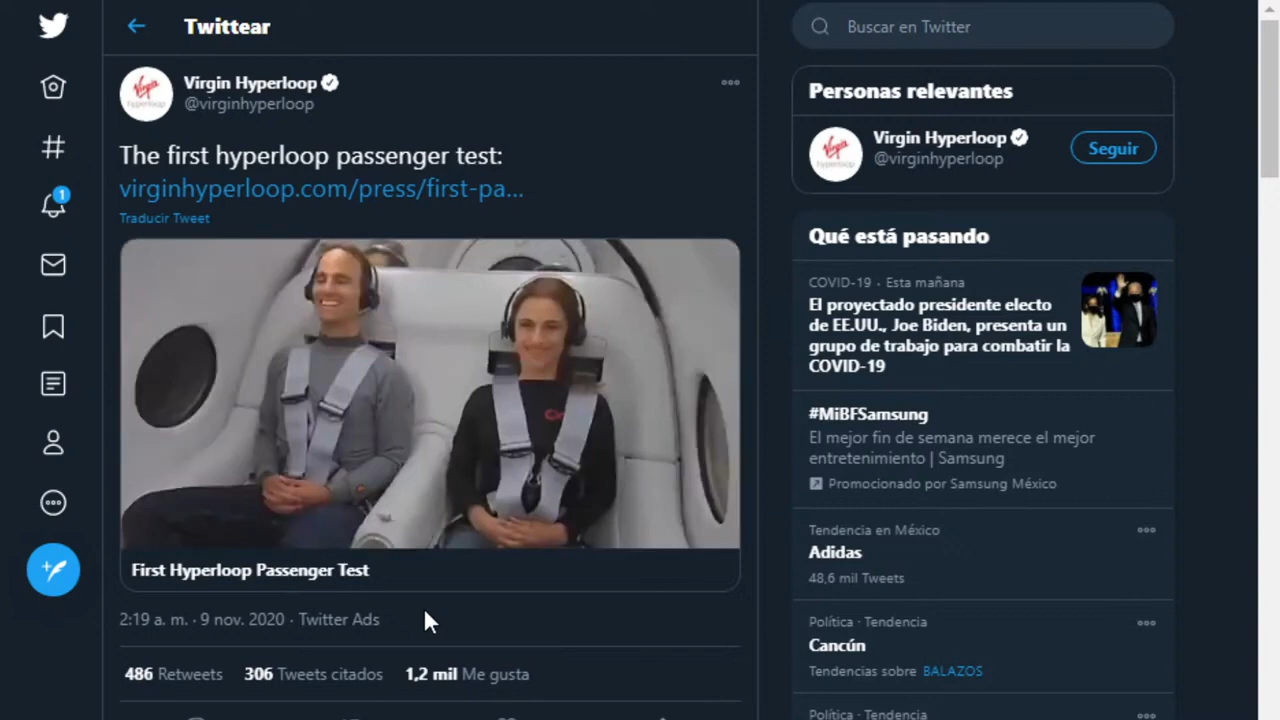 Twittear
Virgin Hyperloop
@virginhyperloop
The first hyperloop passenger test:
virginhyperloop.com/press/first-pa...
Traducir Tweet
First Hyperloop Passenger Test
2:19 a. m. · 9 nov. 2020 · Twitter Ads
486 Retweets 306 Tweets citados 1,2 mil Me gusta
1
Buscar en Twitter
Personas relevantes
Virgin Hyperloop
@virginhyperloop
Seguir
Qué está pasando
COVID-19 · Esta mañana
El proyectado presidente electo
de EE.UU., Joe Biden, presenta un
grupo de trabajo para combatir la
COVID-19
#MiBFSamsung
El mejor fin de semana merece el mejor
entretenimiento | Samsung
Promocionado por Samsung México
Tendencia en México
Adidas
48,6 mil Tweets
Política · Tendencia
Cancún
Tendencias sobre BALAZOS
Política · Tendencia
Virgin
hyperloop
Virgin
hyperloop